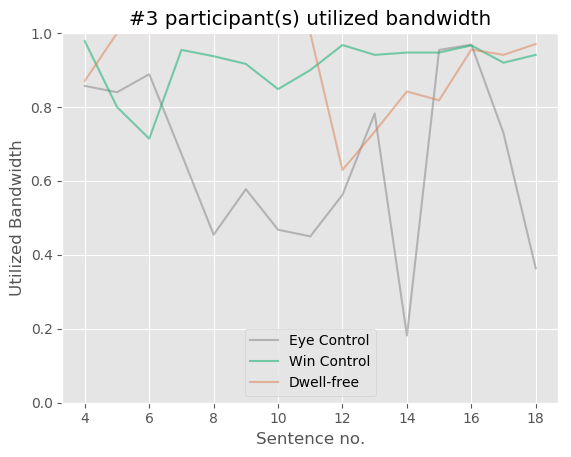 #3 participant(s) utilized bandwidth
1.0
0.8
0.6
0.4
0.2
0.0
Utilized Bandwidth
Eye Control
Win Control
Dwell-free
4 6 8 10 12 14 16 18
Sentence no.